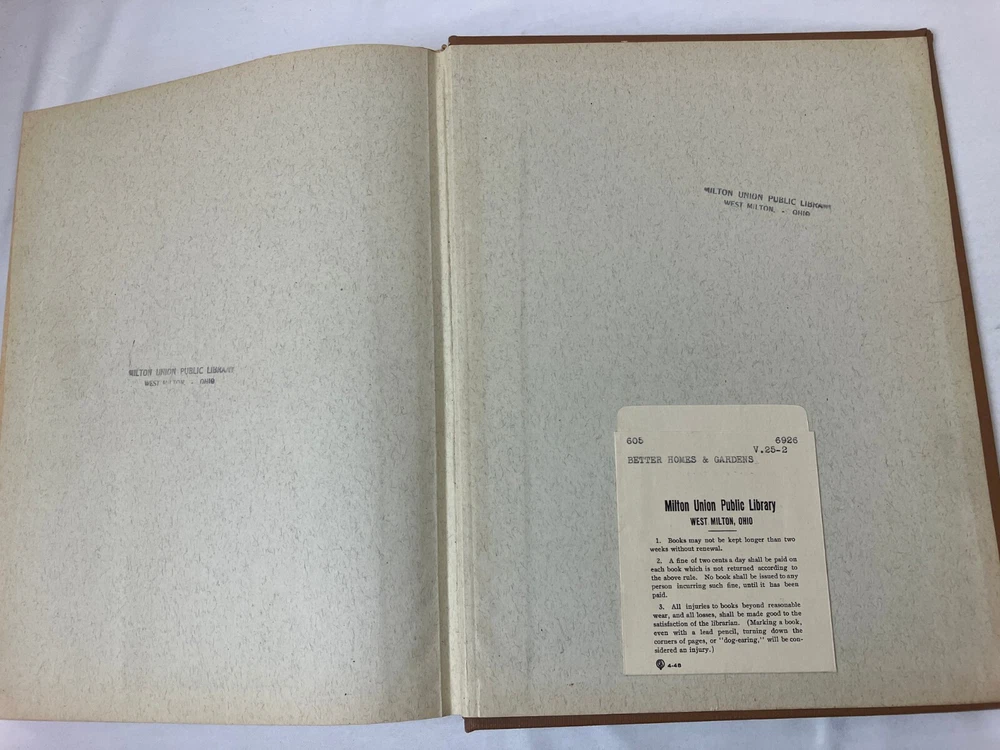 MILTON UNION PUBLIC LIBRARY
WEST MILTON, - OHIO
MILTON UNION PUBLIC LIBRARY
WEST MILTON, - OHIO
605 6926
V.25-2
BETTER HOMES & GARDENS
Milton Union Public Library
WEST MILTON, OHIO
1. Books may not be kept longer than two
weeks without renewal.
2. A fine of two cents a day shall be paid on
each book which is not returned according to
the above rule. No book shall be issued to any
person incurring such fine, until it has been
paid.
3. All injuries to books beyond reasonable
wear, and all losses, shall be made good to the
satisfaction of the librarian. (Marking a book,
even with a lead pencil, turning down the
corners of pages, or "dog-earing," will be con-
sidered an injury.)
4-48